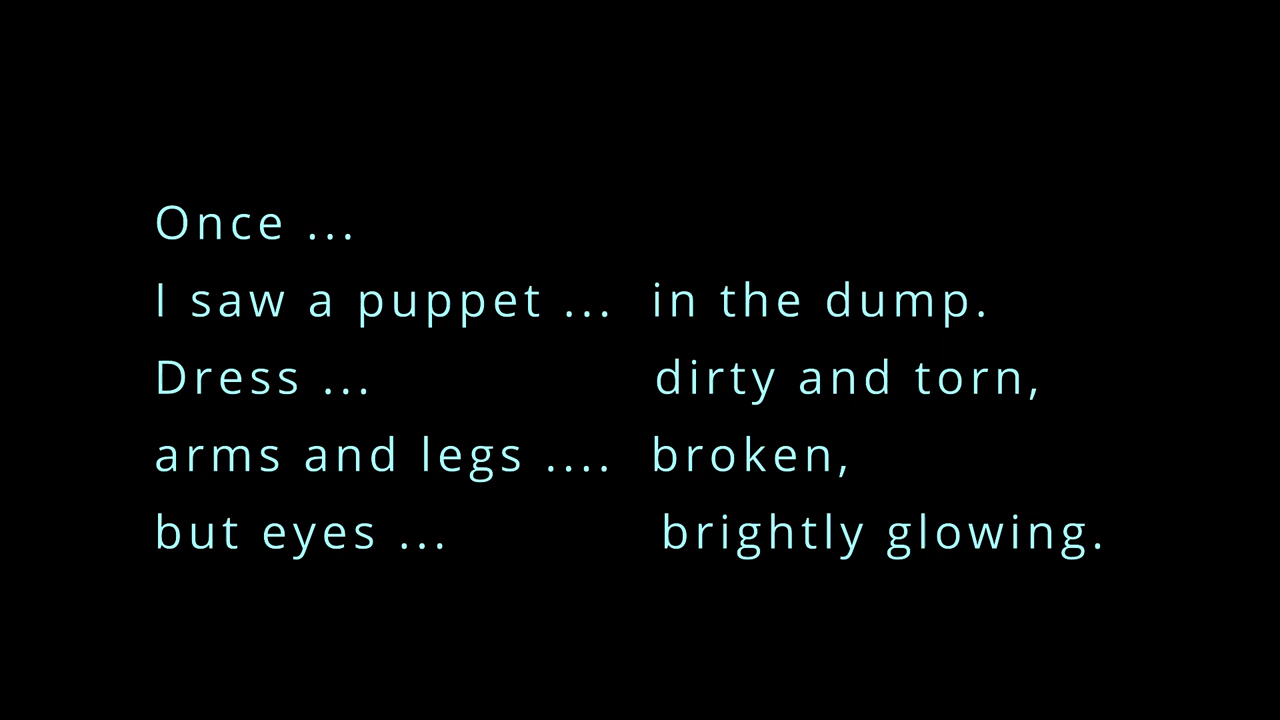 Once ...
I saw a puppet ... in the dump.
Dress ... dirty and torn,
arms and legs .... broken,
but eyes ... brightly glowing.